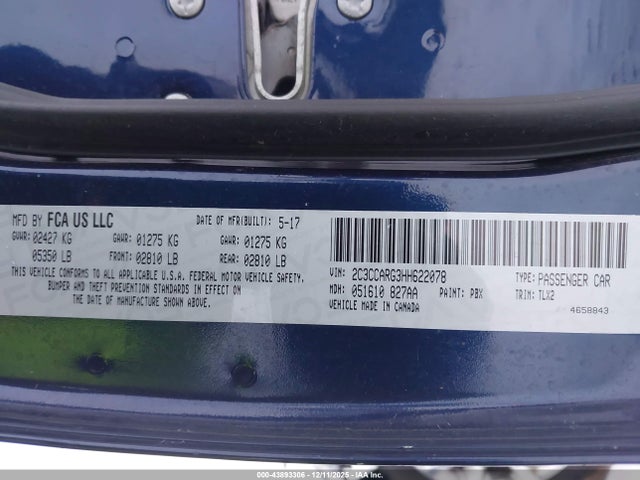 MFD BY FCA US LLC DATE OF MFR(BUILT): 5-17
GVWR: 02427 KG GAWR: 01275 KG GAWR: 01275 KG
05350 LB FRONT: 02810 LB REAR: 02810 LB
THIS VEHICLE CONFORMS TO ALL APPLICABLE U.S.A. FEDERAL MOTOR VEHICLE SAFETY,
BUMPER AND THEFT PREVENTION STANDARDS IN EFFECT
ON THE DATE OF MANUFACTURE SHOWN ABOVE.
VIN: 2C3CCARG3HH622078 TYPE: PASSENGER CAR
MDH: 051610 827AA PAINT: PBX TRIM: TLX2
VEHICLE MADE IN CANADA 4658843
000-43893306 - 12/11/2025 - IAA Inc.